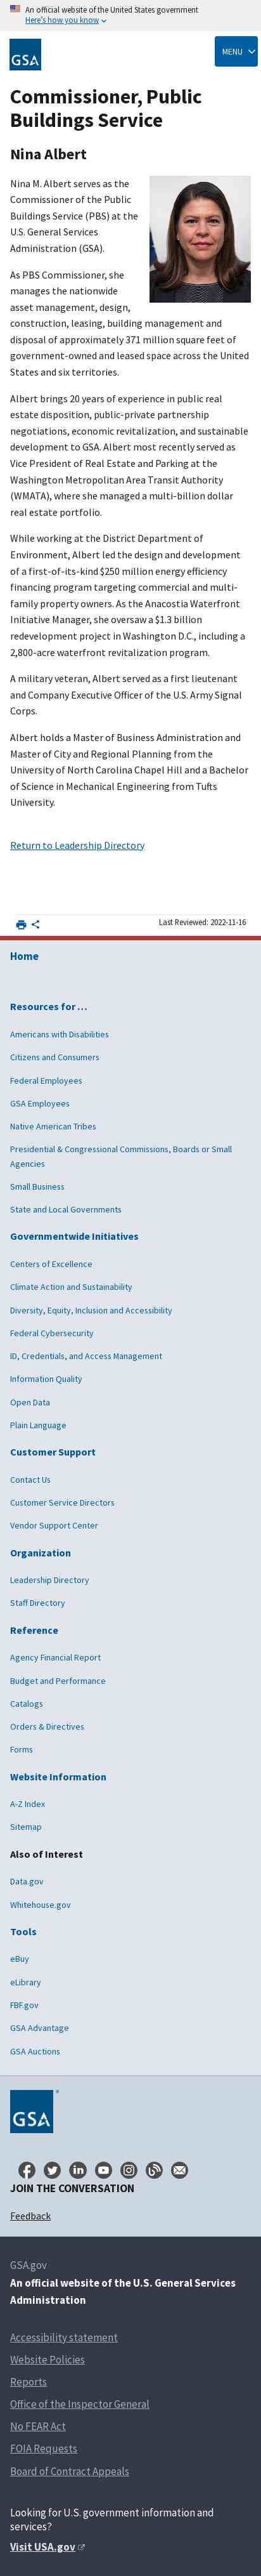 An official website of the United States government
Here's how you know
GSA
MENU
Commissioner, Public
Buildings Service
Nina Albert
Nina M. Albert serves as the
Commissioner of the Public
Buildings Service (PBS) at the
U.S. General Services
Administration (GSA).
As PBS Commissioner, she
manages the nationwide
asset management, design,
construction, leasing, building management and
disposal of approximately 371 million square feet of
government-owned and leased space across the United
States and six territories.
Albert brings 20 years of experience in public real
estate disposition, public-private partnership
negotiations, economic revitalization, and sustainable
development to GSA. Albert most recently served as
Vice President of Real Estate and Parking at the
Washington Metropolitan Area Transit Authority
(WMATA), where she managed a multi-billion dollar
real estate portfolio.
While working at the District Department of
Environment, Albert led the design and development
of a first-of-its-kind $250 million energy efficiency
financing program targeting commercial and multi-
family property owners. As the Anacostia Waterfront
Initiative Manager, she oversaw a $1.3 billion
redevelopment project in Washington D.C., including a
2,800-acre waterfront revitalization program.
A military veteran, Albert served as a first lieutenant
and Company Executive Officer of the U.S. Army Signal
Corps.
Albert holds a Master of Business Administration and
Master of City and Regional Planning from the
University of North Carolina Chapel Hill and a Bachelor
of Science in Mechanical Engineering from Tufts
University.
Return to Leadership Directory
Last Reviewed: 2022-11-16
Home
Resources for …
Americans with Disabilities
Citizens and Consumers
Federal Employees
GSA Employees
Native American Tribes
Presidential & Congressional Commissions, Boards or Small
Agencies
Small Business
State and Local Governments
Governmentwide Initiatives
Centers of Excellence
Climate Action and Sustainability
Diversity, Equity, Inclusion and Accessibility
Federal Cybersecurity
ID, Credentials, and Access Management
Information Quality
Open Data
Plain Language
Customer Support
Contact Us
Customer Service Directors
Vendor Support Center
Organization
Leadership Directory
Staff Directory
Reference
Agency Financial Report
Budget and Performance
Catalogs
Orders & Directives
Forms
Website Information
A-Z Index
Sitemap
Also of Interest
Data.gov
Whitehouse.gov
Tools
eBuy
eLibrary
FBF.gov
GSA Advantage
GSA Auctions
GSA®
JOIN THE CONVERSATION
Feedback
GSA.gov
An official website of the U.S. General Services
Administration
Accessibility statement
Website Policies
Reports
Office of the Inspector General
No FEAR Act
FOIA Requests
Board of Contract Appeals
Looking for U.S. government information and
services?
Visit USA.gov